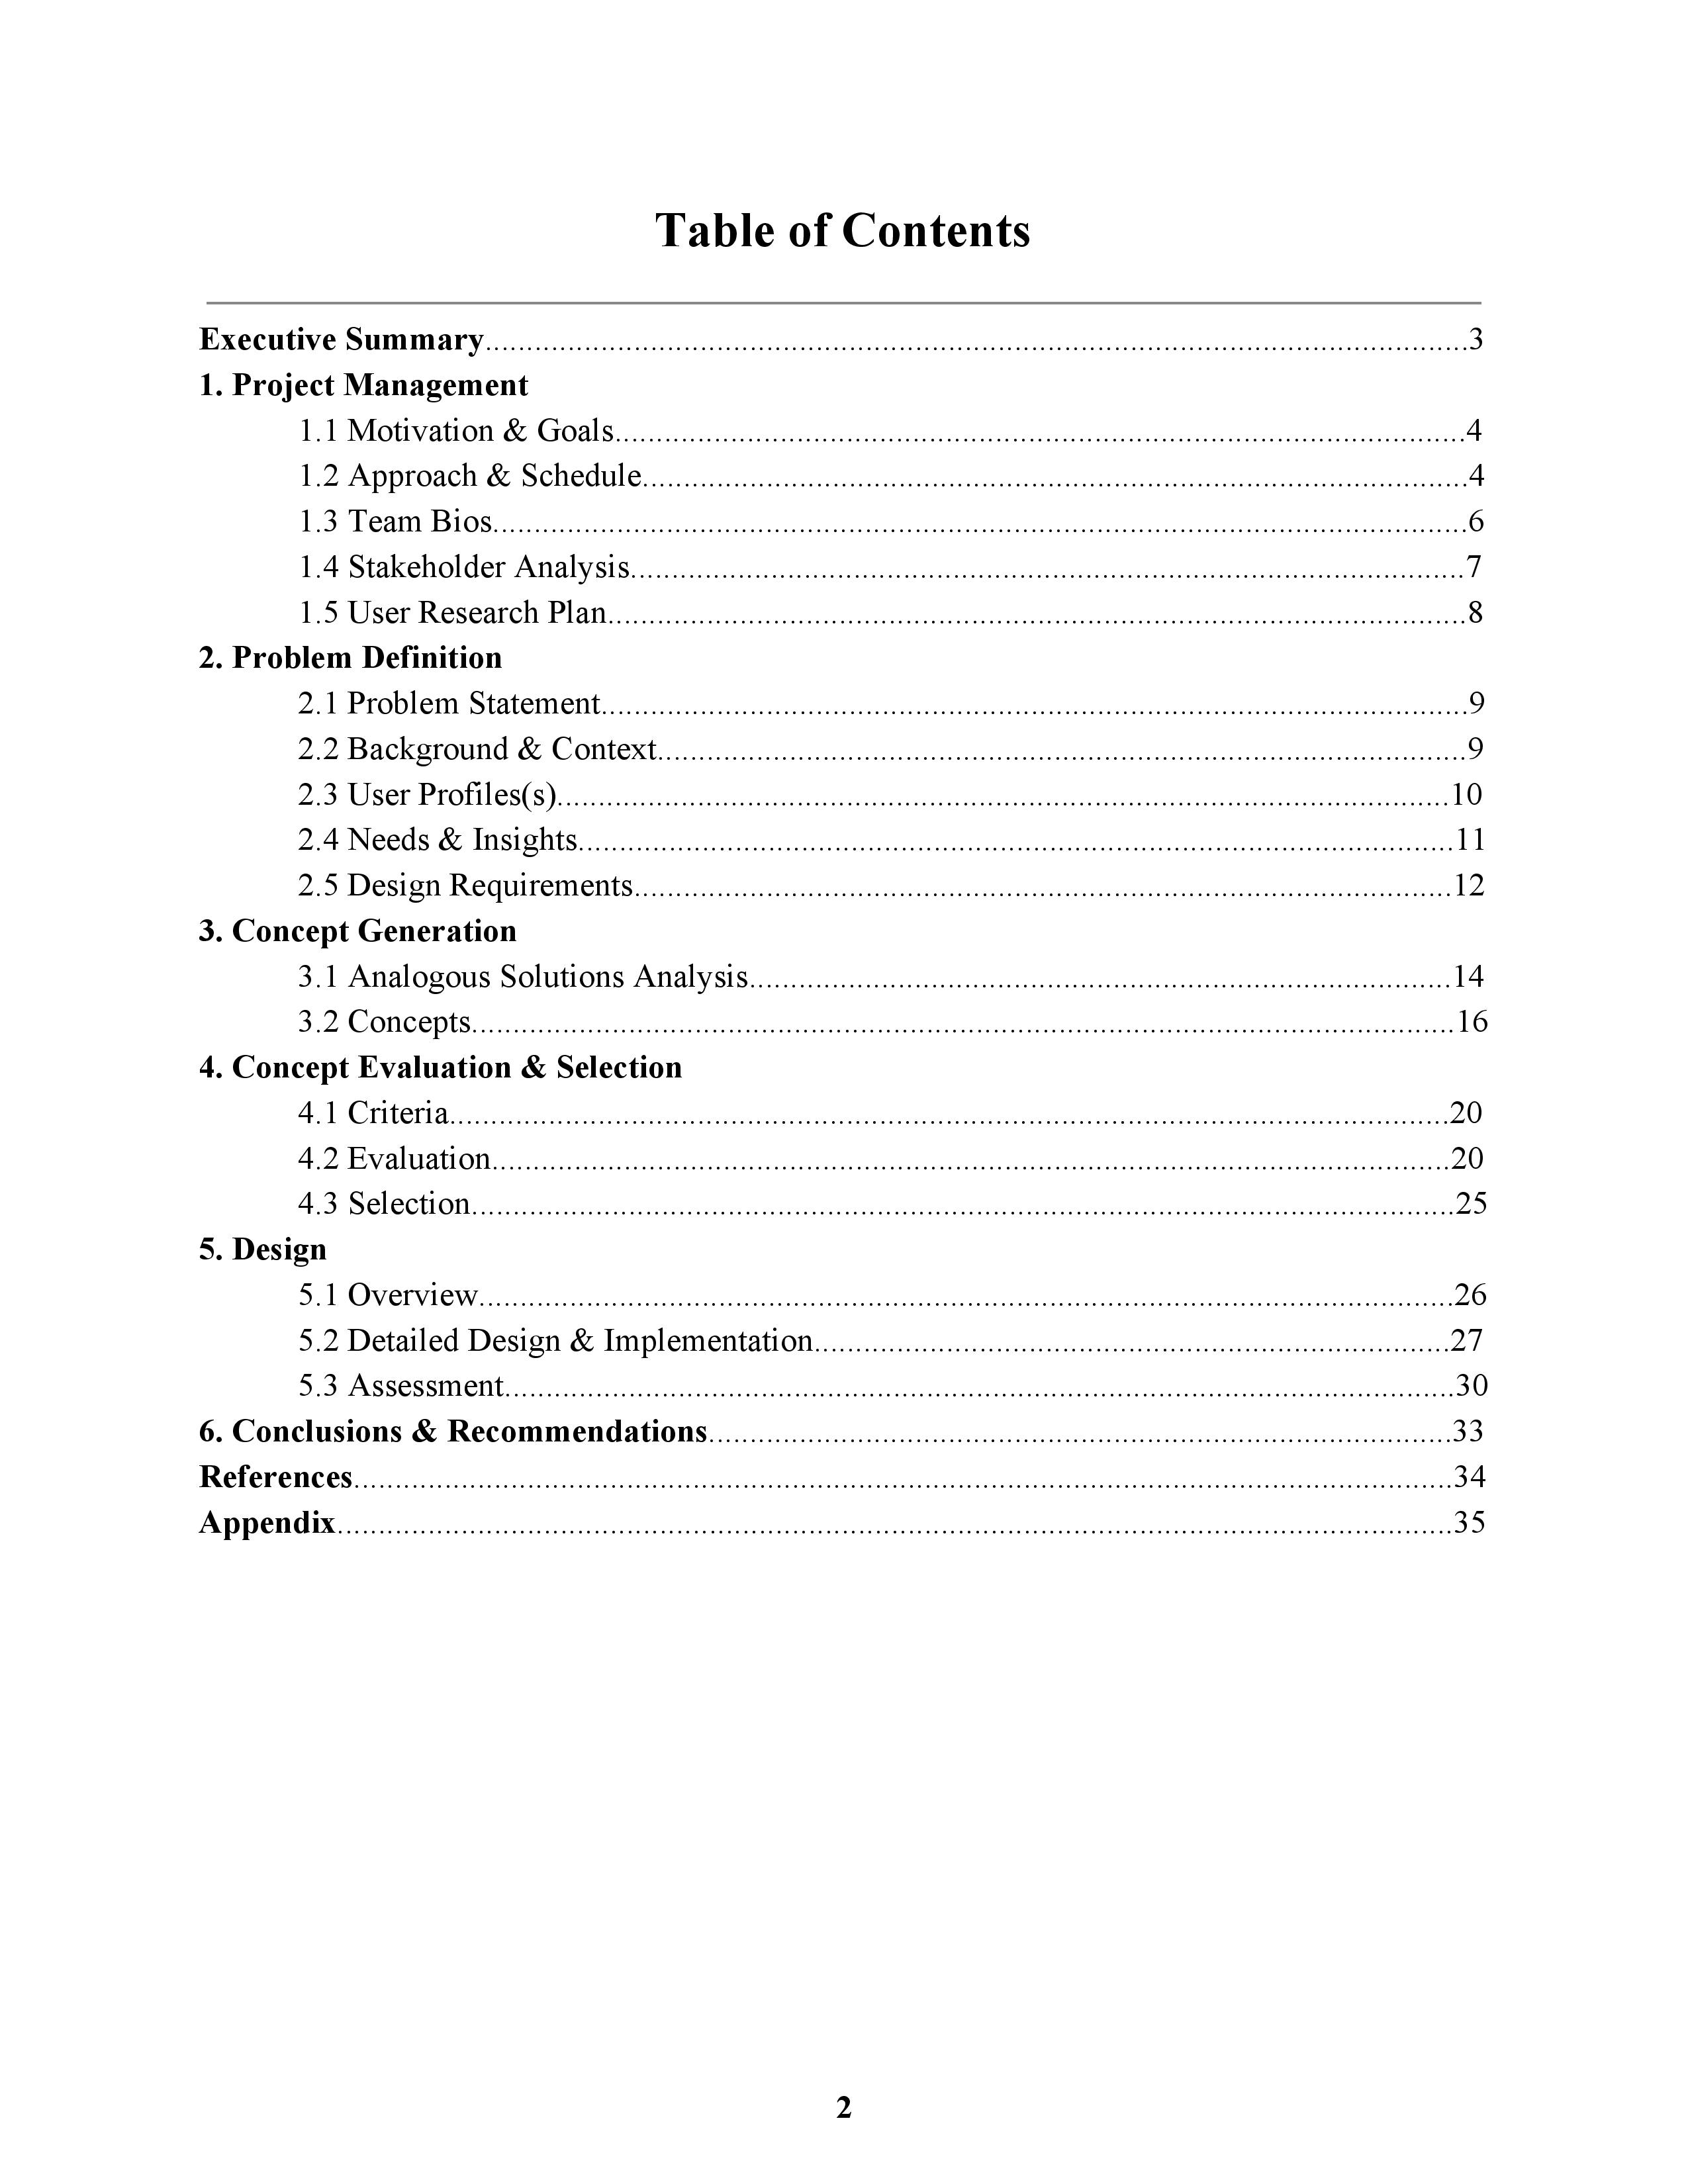 Table of Contents
Executive Summary........................................................................................................................3
1. Project Management
1.1 Motivation & Goals........................................................................................................4
1.2 Approach & Schedule.....................................................................................................4
1.3 Team Bios.......................................................................................................................6
1.4 Stakeholder Analysis......................................................................................................7
1.5 User Research Plan.........................................................................................................8
2. Problem Definition
2.1 Problem Statement..........................................................................................................9
2.2 Background & Context...................................................................................................9
2.3 User Profiles(s).............................................................................................................10
2.4 Needs & Insights...........................................................................................................11
2.5 Design Requirements....................................................................................................12
3. Concept Generation
3.1 Analogous Solutions Analysis......................................................................................14
3.2 Concepts........................................................................................................................16
4. Concept Evaluation & Selection
4.1 Criteria..........................................................................................................................20
4.2 Evaluation.....................................................................................................................20
4.3 Selection........................................................................................................................25
5. Design
5.1 Overview.......................................................................................................................26
5.2 Detailed Design & Implementation..............................................................................27
5.3 Assessment....................................................................................................................30
6. Conclusions & Recommendations...........................................................................................33
References......................................................................................................................................34
Appendix........................................................................................................................................35
2